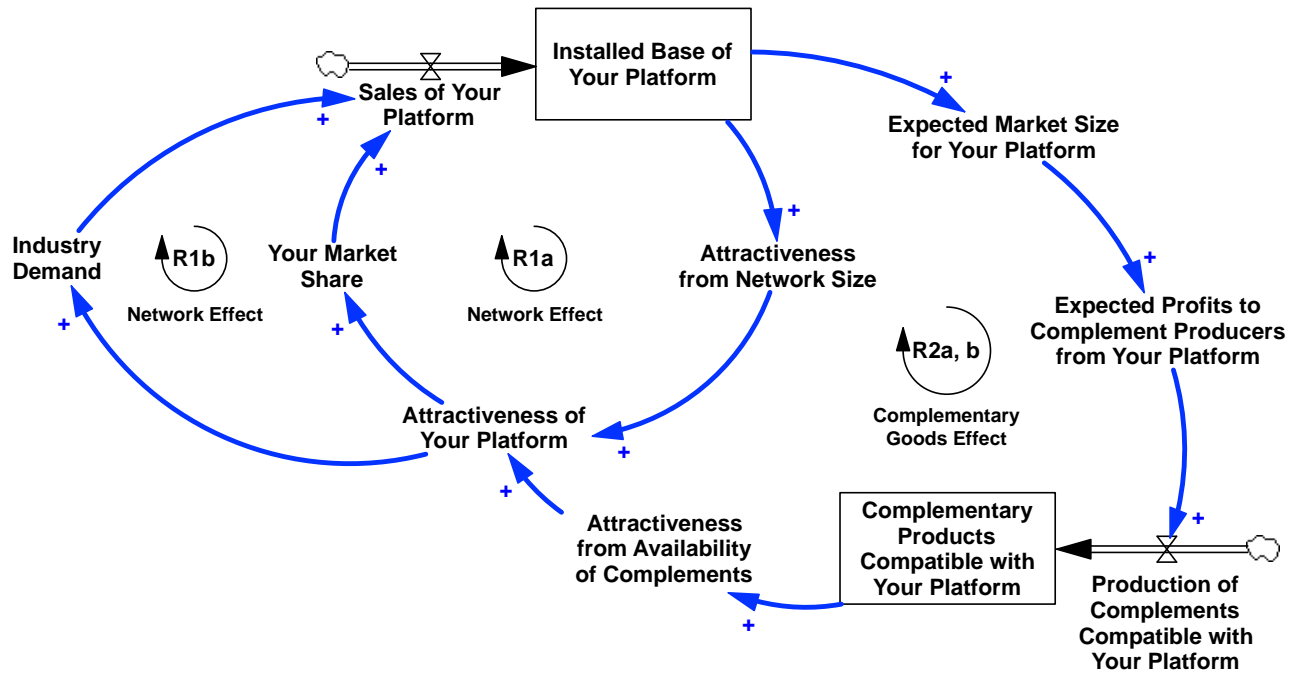 Installed Base of
Your Platform
Sales of Your
Platform
+
+
+
Expected Market Size
for Your Platform
+
+
Industry
Demand
R1b
Network Effect
Your Market
Share
R1a
Network Effect
Attractiveness
from Network Size
+
Expected Profits to
Complement Producers
from Your Platform
+
+
R2a, b
Complementary
Goods Effect
Attractiveness of
Your Platform
+
+
Attractiveness
from Availability
of Complements
+
Complementary
Products
Compatible with
Your Platform
+
Production of
Complements
Compatible with
Your Platform